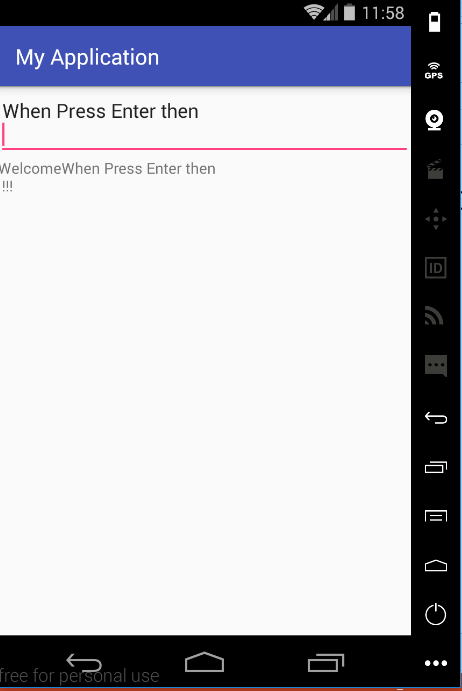 11:58
My Application
GPS
When Press Enter then
WelcomeWhen Press Enter then
!!!
ID
free for personal use